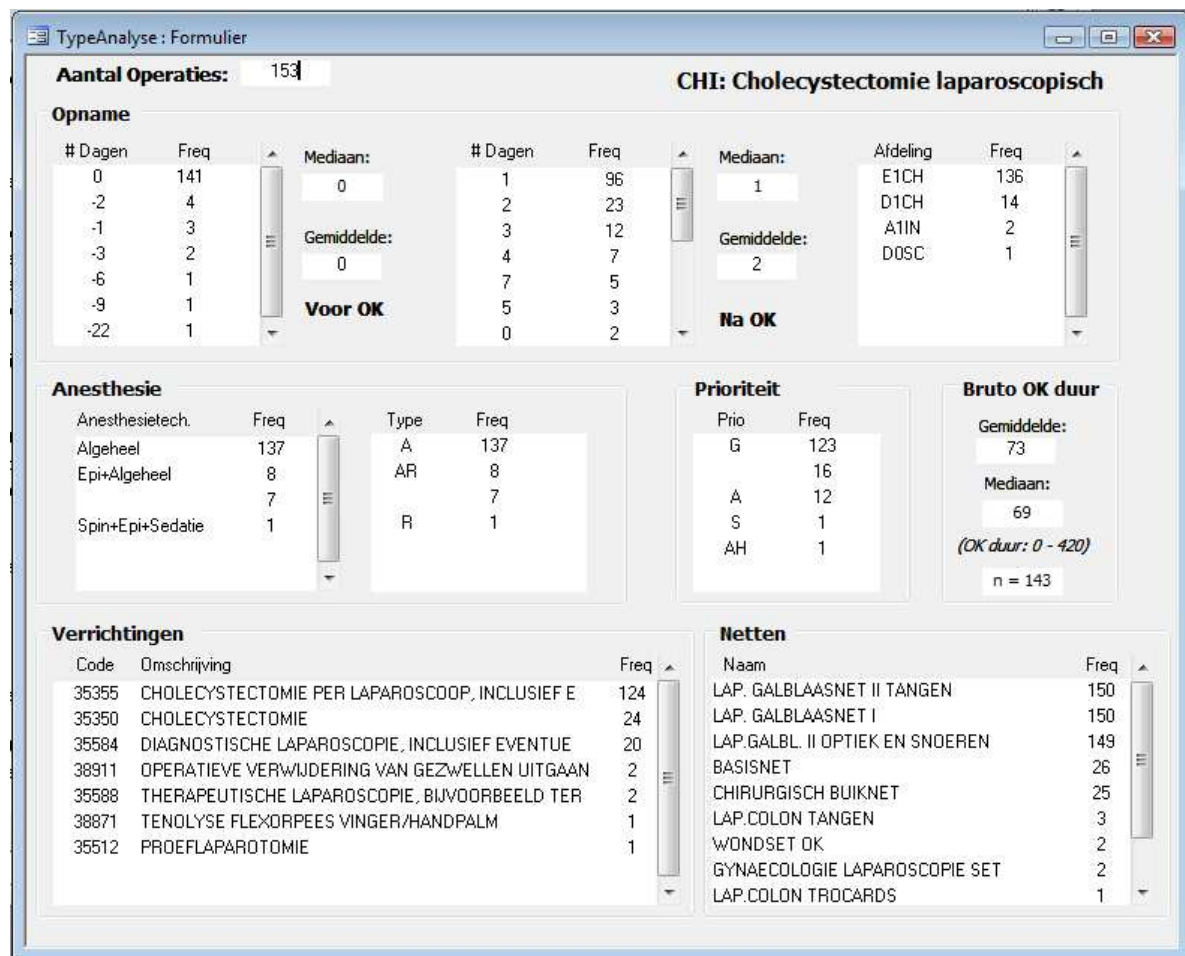 TypeAnalyse : Formulier
Aantal Operaties: 153
CHI: Cholecystectomie laparoscopisch
Opname
# Dagen Freq
0 141
-2 4
-1 3
-3 2
-6 1
-9 1
-22 1
Mediaan:
0
Gemiddelde:
0
Voor OK
# Dagen Freq
1 96
2 23
3 12
4 7
7 5
5 3
0 2
Mediaan:
1
Gemiddelde:
2
Na OK
Afdeling Freq
E1CH 136
D1CH 14
A1IN 2
D0SC 1
Anesthesie
Anesthesietech. Freq
Algeheel 137
Epi+Algeheel 8
7
Spin+Epi+Sedatie 1
Type Freq
A 137
AR 8
7
R 1
Prioriteit
Prio Freq
G 123
16
A 12
S 1
AH 1
Bruto OK duur
Gemiddelde:
73
Mediaan:
69
(OK duur: 0 - 420)
n = 143
Verrichtingen
Code Omschrijving Freq
35355 CHOLECYSTECTOMIE PER LAPAROSCOOP, INCLUSIEF E 124
35350 CHOLECYSTECTOMIE 24
35584 DIAGNOSTISCHE LAPAROSCOPIE, INCLUSIEF EVENTUE 20
38911 OPERATIEVE VERWIJDERING VAN GEZWELLEN UITGAAN 2
35588 THERAPEUTISCHE LAPAROSCOPIE, BIJVOORBEELD TER 2
38871 TENOLYSE FLEXORPEES VINGER/HANDPALM 1
35512 PROEFLAPAROTOMIE 1
Netten
Naam Freq
LAP. GALBLAASNET II TANGEN 150
LAP. GALBLAASNET I 150
LAP.GALBL. II OPTIEK EN SNOEREN 149
BASISNET 26
CHIRURGISCH BUIKNET 25
LAP.COLON TANGEN 3
WONDSET OK 2
GYNAECOLOGIE LAPAROSCOPIE SET 2
LAP.COLON TROCARDS 1